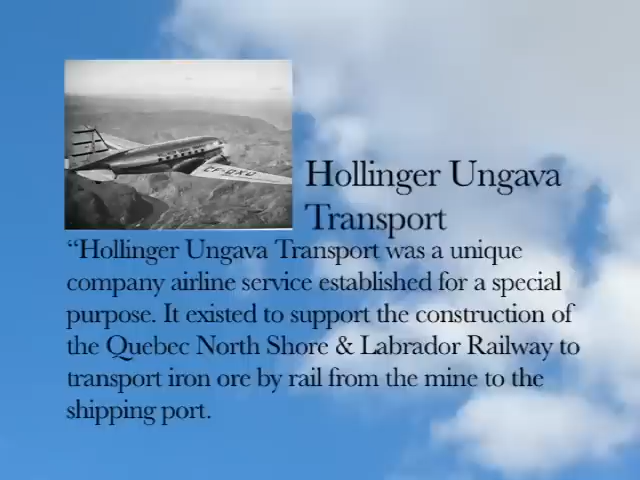 CF-GXU
Hollinger Ungava
Transport
“Hollinger Ungava Transport was a unique
company airline service established for a special
purpose. It existed to support the construction of
the Quebec North Shore & Labrador Railway to
transport iron ore by rail from the mine to the
shipping port.